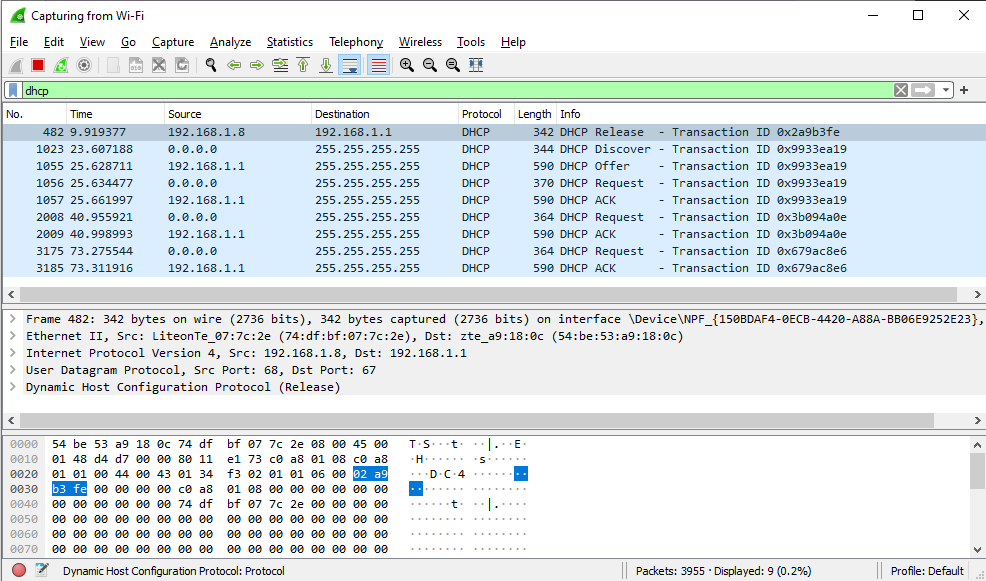 Capturing from Wi-Fi
File Edit View Go Capture Analyze Statistics Telephony Wireless Tools Help
dhcp
No. Time Source Destination Protocol Length Info
482 9.919377 192.168.1.8 192.168.1.1 DHCP 342 DHCP Release - Transaction ID 0x2a9b3fe
1023 23.607188 0.0.0.0 255.255.255.255 DHCP 344 DHCP Discover - Transaction ID 0x9933ea19
1055 25.628711 192.168.1.1 255.255.255.255 DHCP 590 DHCP Offer - Transaction ID 0x9933ea19
1056 25.634477 0.0.0.0 255.255.255.255 DHCP 370 DHCP Request - Transaction ID 0x9933ea19
1057 25.661997 192.168.1.1 255.255.255.255 DHCP 590 DHCP ACK - Transaction ID 0x9933ea19
2008 40.955921 0.0.0.0 255.255.255.255 DHCP 364 DHCP Request - Transaction ID 0x3b094a0e
2009 40.998993 192.168.1.1 255.255.255.255 DHCP 590 DHCP ACK - Transaction ID 0x3b094a0e
3175 73.275544 0.0.0.0 255.255.255.255 DHCP 364 DHCP Request - Transaction ID 0x679ac8e6
3185 73.311916 192.168.1.1 255.255.255.255 DHCP 590 DHCP ACK - Transaction ID 0x679ac8e6
Frame 482: 342 bytes on wire (2736 bits), 342 bytes captured (2736 bits) on interface \Device\NPF_{150BDAF4-0ECB-4420-A88A-BB06E9252E23},
Ethernet II, Src: LiteonTe_07:7c:2e (74:df:bf:07:7c:2e), Dst: zte_a9:18:0c (54:be:53:a9:18:0c)
Internet Protocol Version 4, Src: 192.168.1.8, Dst: 192.168.1.1
User Datagram Protocol, Src Port: 68, Dst Port: 67
Dynamic Host Configuration Protocol (Release)
0000 54 be 53 a9 18 0c 74 df bf 07 7c 2e 08 00 45 00 T·S···t· ··|.··E·
0010 01 48 d4 d7 00 00 80 11 e1 73 c0 a8 01 08 c0 a8 ·H······ ·s······
0020 01 01 00 44 00 43 01 34 f3 02 01 01 06 00 02 a9 ···D·C·4 ········
0030 b3 fe 00 00 00 00 c0 a8 01 08 00 00 00 00 00 00 ········ ········
0040 00 00 00 00 00 00 74 df bf 07 7c 2e 00 00 00 00 ······t· ··|.····
0050 00 00 00 00 00 00 00 00 00 00 00 00 00 00 00 00 ········ ········
0060 00 00 00 00 00 00 00 00 00 00 00 00 00 00 00 00 ········ ········
0070 00 00 00 00 00 00 00 00 00 00 00 00 00 00 00 00 ········ ········
Dynamic Host Configuration Protocol: Protocol Packets: 3955 · Displayed: 9 (0.2%) Profile: Default